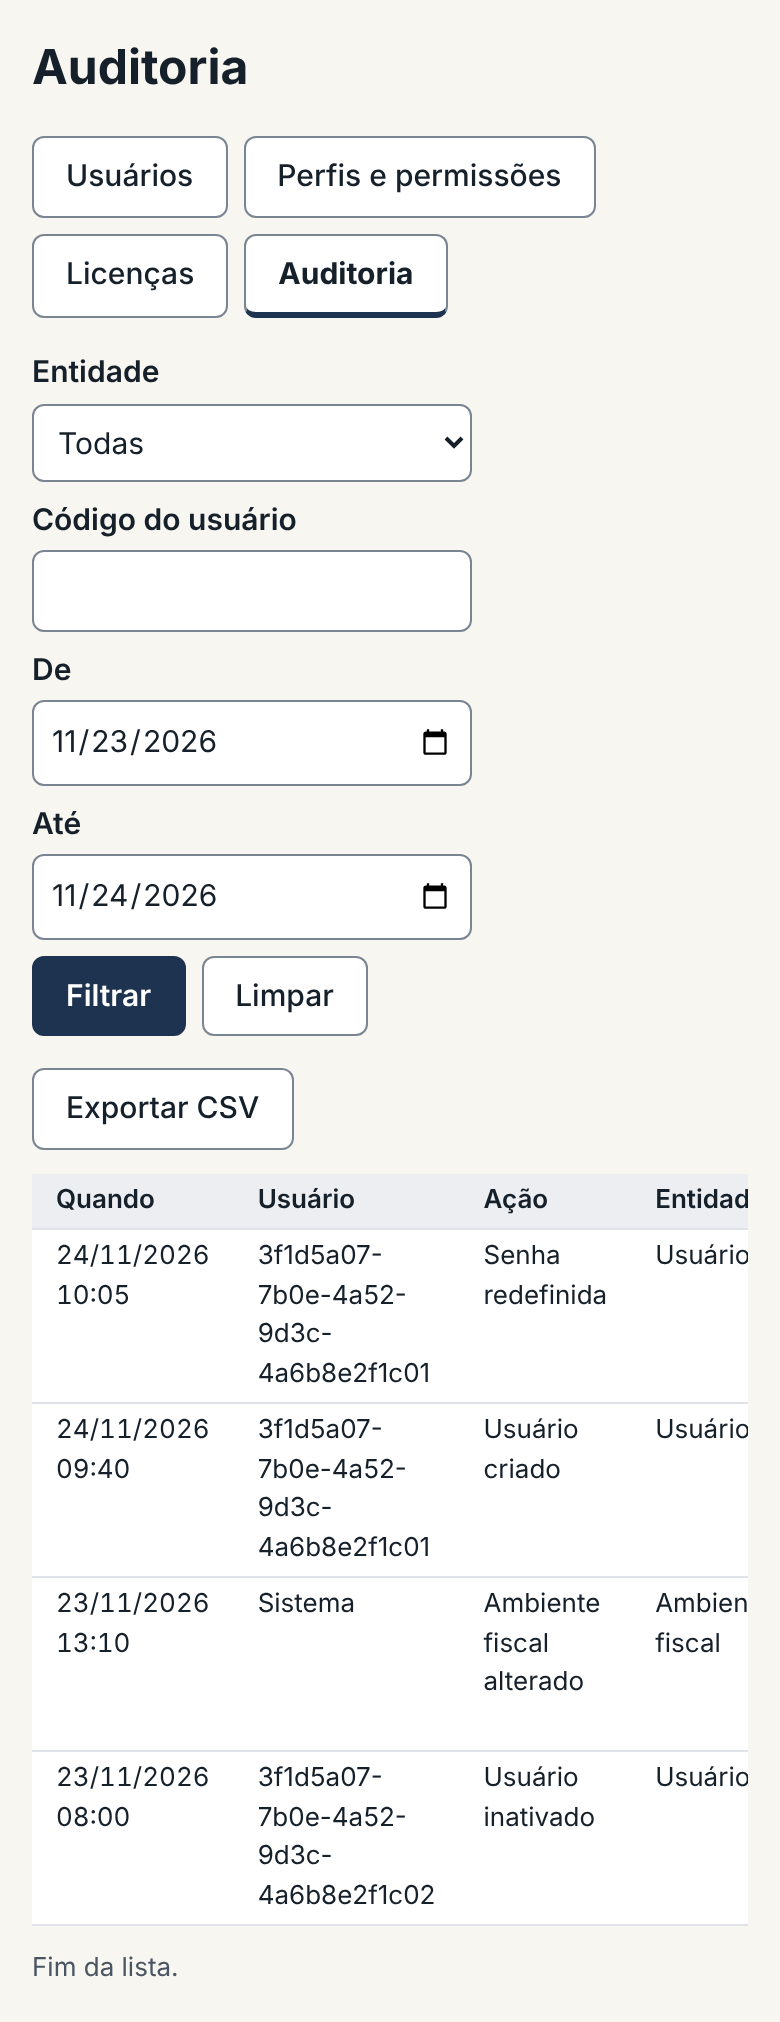 Auditoria
Usuários
Perfis e permissões
Licenças
Auditoria
Entidade
Todas
Código do usuário
De
11/23/2026
Até
11/24/2026
Filtrar
Limpar
Exportar CSV
Quando Usuário Ação Entidad
24/11/2026 3f1d5a07- Senha Usuário
10:05 7b0e-4a52- redefinida
9d3c-
4a6b8e2f1c01
24/11/2026 3f1d5a07- Usuário Usuário
09:40 7b0e-4a52- criado
9d3c-
4a6b8e2f1c01
23/11/2026 Sistema Ambiente Ambien
13:10 fiscal fiscal
alterado
23/11/2026 3f1d5a07- Usuário Usuário
08:00 7b0e-4a52- inativado
9d3c-
4a6b8e2f1c02
Fim da lista.